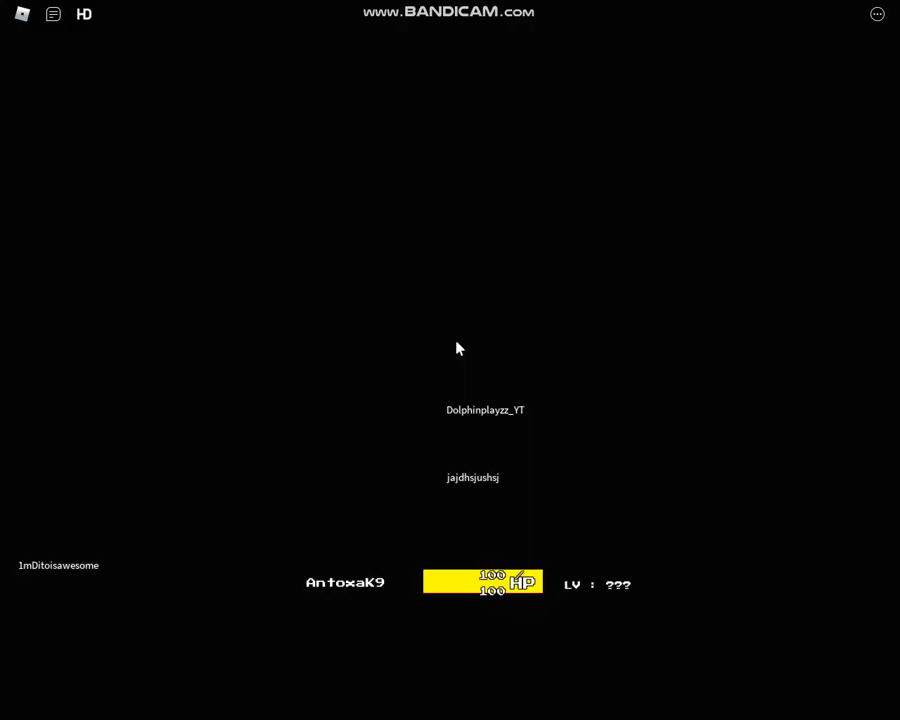 HD
www.BANDICAM.com
Dolphinplayzz_YT
jajdhsjushsj
1mDitoisawesome
AntoxaK9
100
100
HP
LV : ???